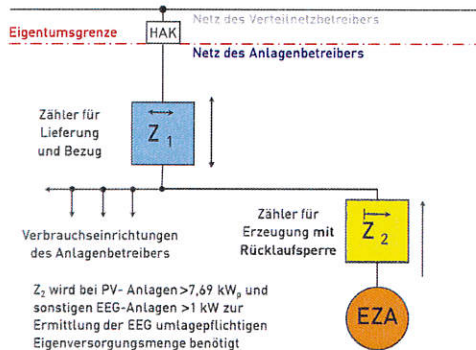 Netz des Verteilnetzbetreibers
Eigentumsgrenze
HAK
Netz des Anlagenbetreibers
Zähler für
Lieferung
und Bezug
Z 1
Verbrauchseinrichtungen
des Anlagenbetreibers
Zähler für
Erzeugung mit
Rücklaufsperre
Z 2
Z2 wird bei PV- Anlagen >7,69 kWp und
sonstigen EEG-Anlagen >1 kW zur
Ermittlung der EEG umlagepflichtigen
Eigenversorgungsmenge benötigt
EZA